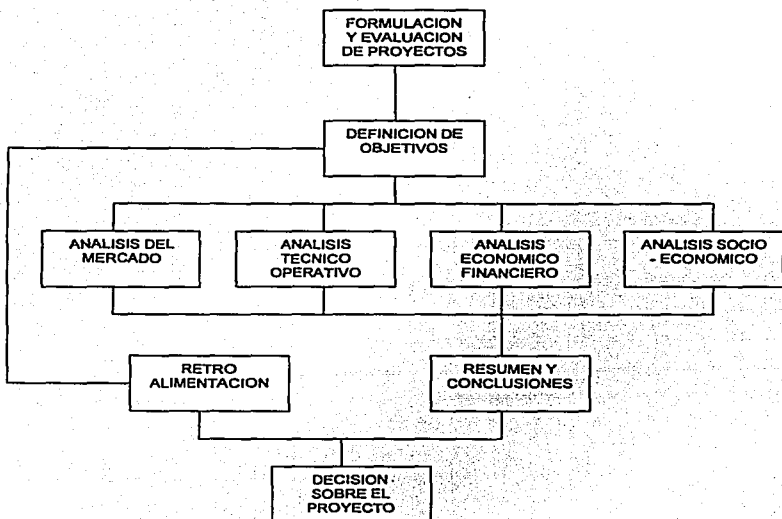 FORMULACION
Y EVALUACION
DE PROYECTOS
DEFINICION DE
OBJETIVOS
ANALISIS DEL
MERCADO
ANALISIS
TECNICO
OPERATIVO
ANALISIS
ECONOMICO
FINANCIERO
ANALISIS SOCIO
- ECONOMICO
RETRO
ALIMENTACION
RESUMEN Y
CONCLUSIONES
DECISION
SOBRE EL
PROYECTO